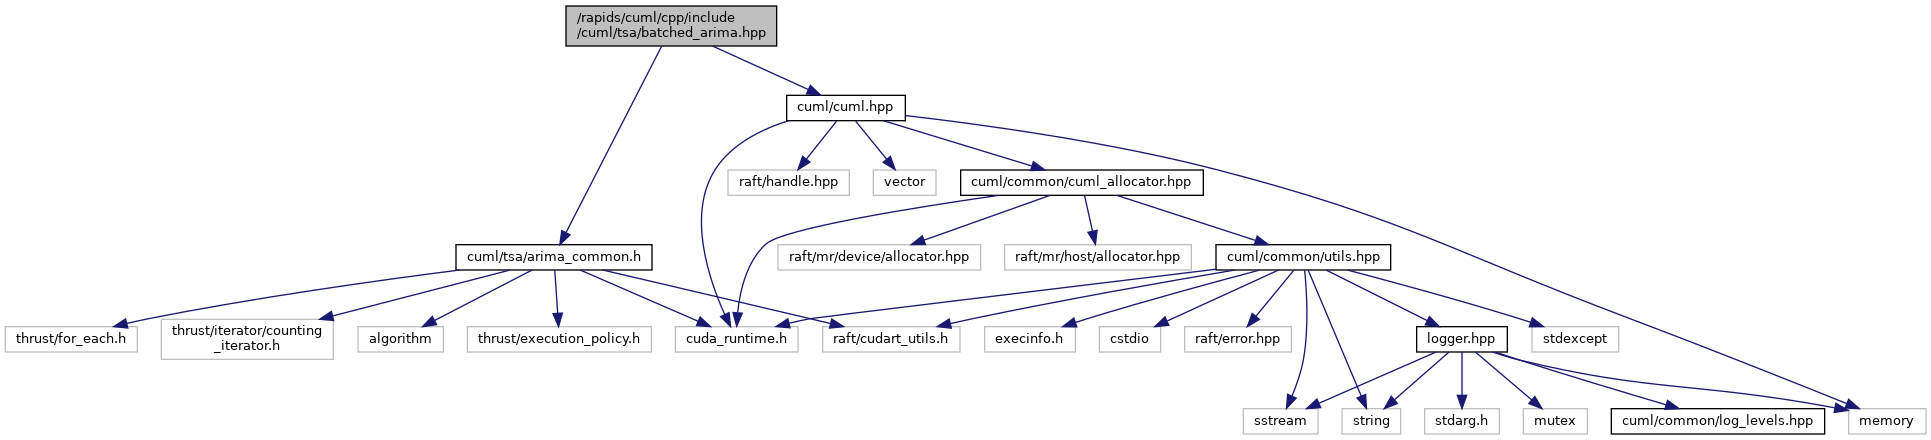 /rapids/cuml/cpp/include
/cuml/tsa/batched_arima.hpp
cuml/cuml.hpp
raft/handle.hpp
vector
cuml/common/cuml_allocator.hpp
cuml/tsa/arima_common.h
raft/mr/device/allocator.hpp
raft/mr/host/allocator.hpp
cuml/common/utils.hpp
thrust/for_each.h
thrust/iterator/counting
_iterator.h
algorithm
thrust/execution_policy.h
cuda_runtime.h
raft/cudart_utils.h
execinfo.h
cstdio
raft/error.hpp
logger.hpp
stdexcept
sstream
string
stdarg.h
mutex
cuml/common/log_levels.hpp
memory